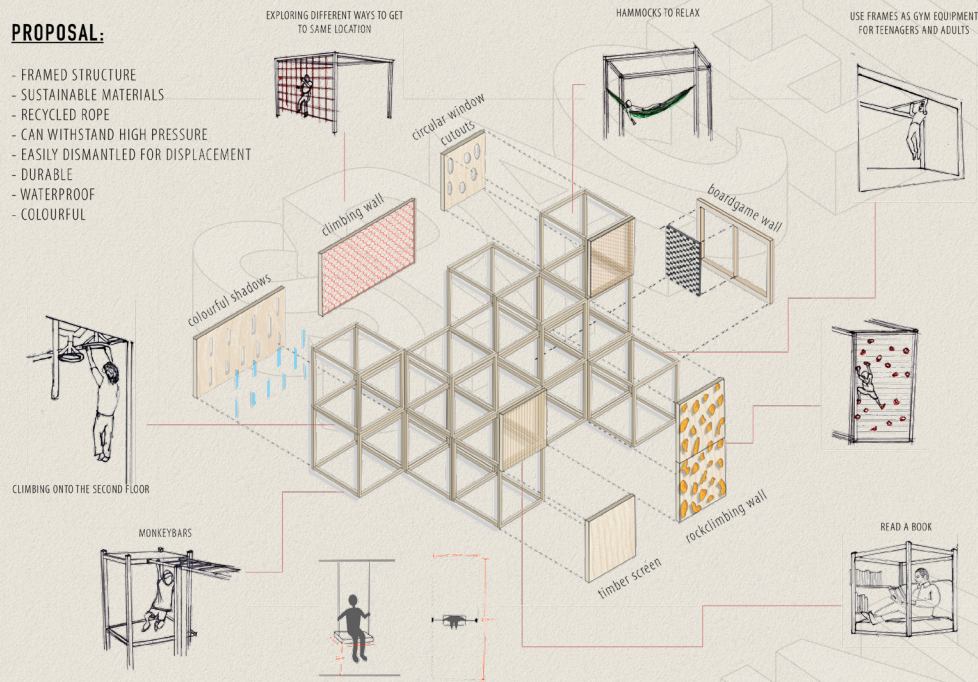 PROPOSAL:
- FRAMED STRUCTURE
- SUSTAINABLE MATERIALS
- RECYCLED ROPE
- CAN WITHSTAND HIGH PRESSURE
- EASILY DISMANTLED FOR DISPLACEMENT
- DURABLE
- WATERPROOF
- COLOURFUL
EXPLORING DIFFERENT WAYS TO GET
TO SAME LOCATION
HAMMOCKS TO RELAX
USE FRAMES AS GYM EQUIPMENT
FOR TEENAGERS AND ADULTS
circular window
cutouts
climbing wall
boardgame wall
colourful shadows
CLIMBING ONTO THE SECOND FLOOR
rockclimbing wall
timber screen
MONKEYBARS
READ A BOOK